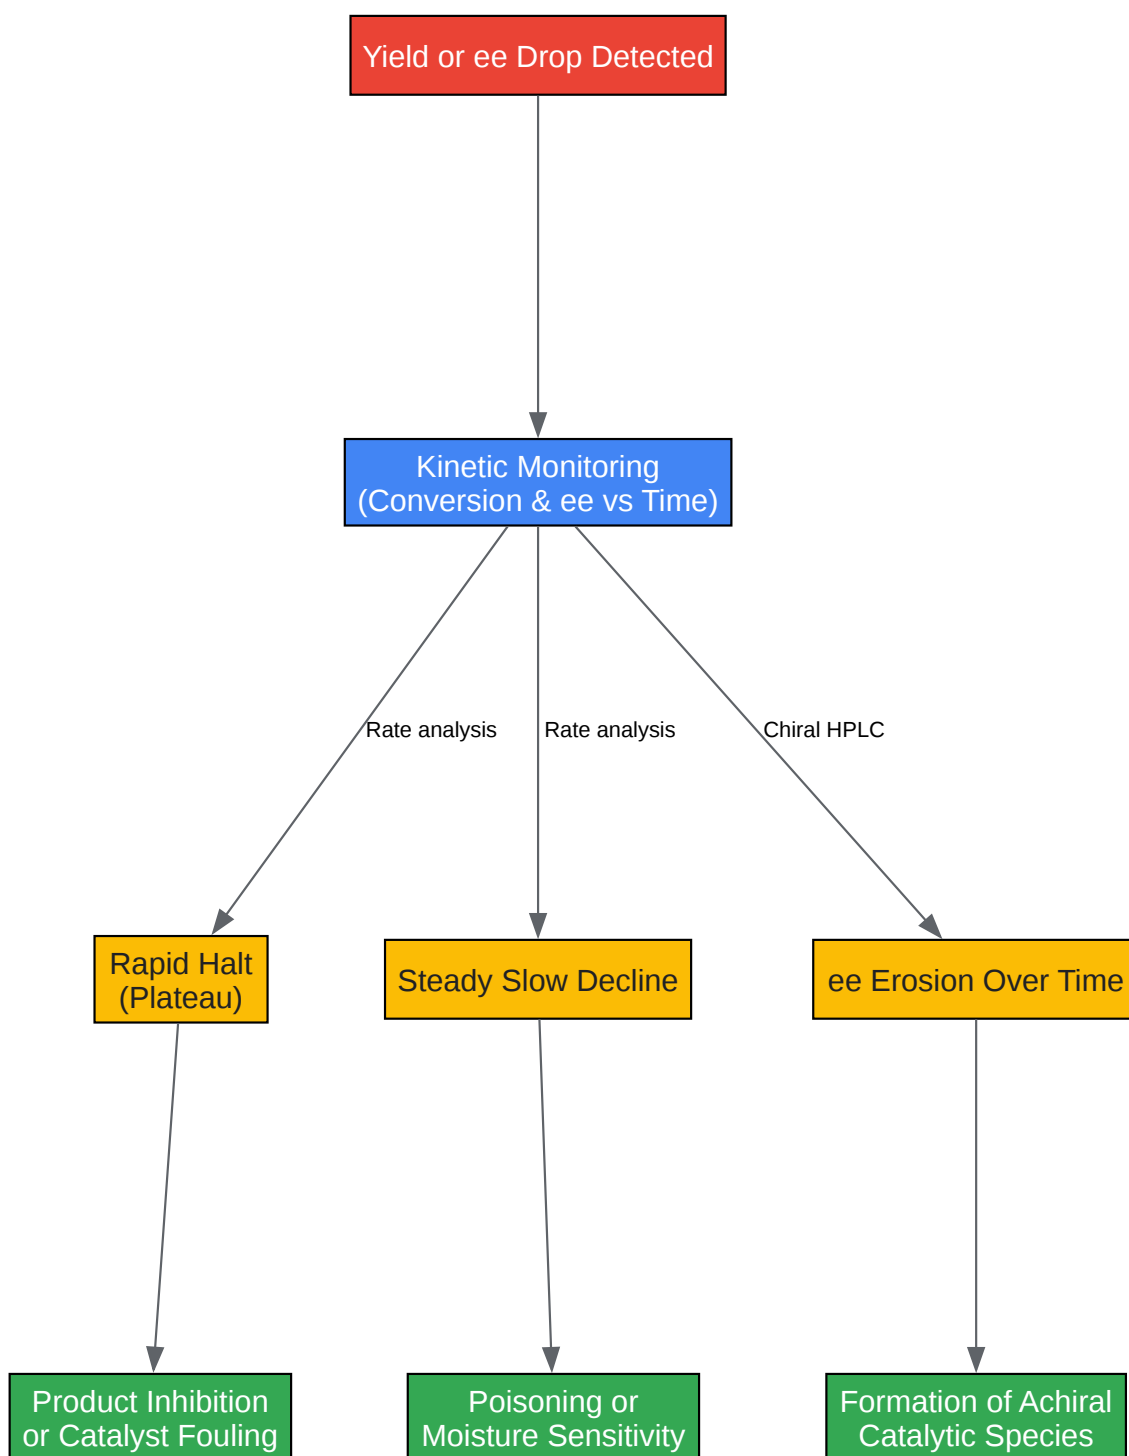 Yield or ee Drop Detected
Kinetic Monitoring
(Conversion & ee vs Time)
Rate analysis
Rate analysis
Chiral HPLC
Rapid Halt
(Plateau)
Steady Slow Decline
ee Erosion Over Time
Product Inhibition
or Catalyst Fouling
Poisoning or
Moisture Sensitivity
Formation of Achiral
Catalytic Species